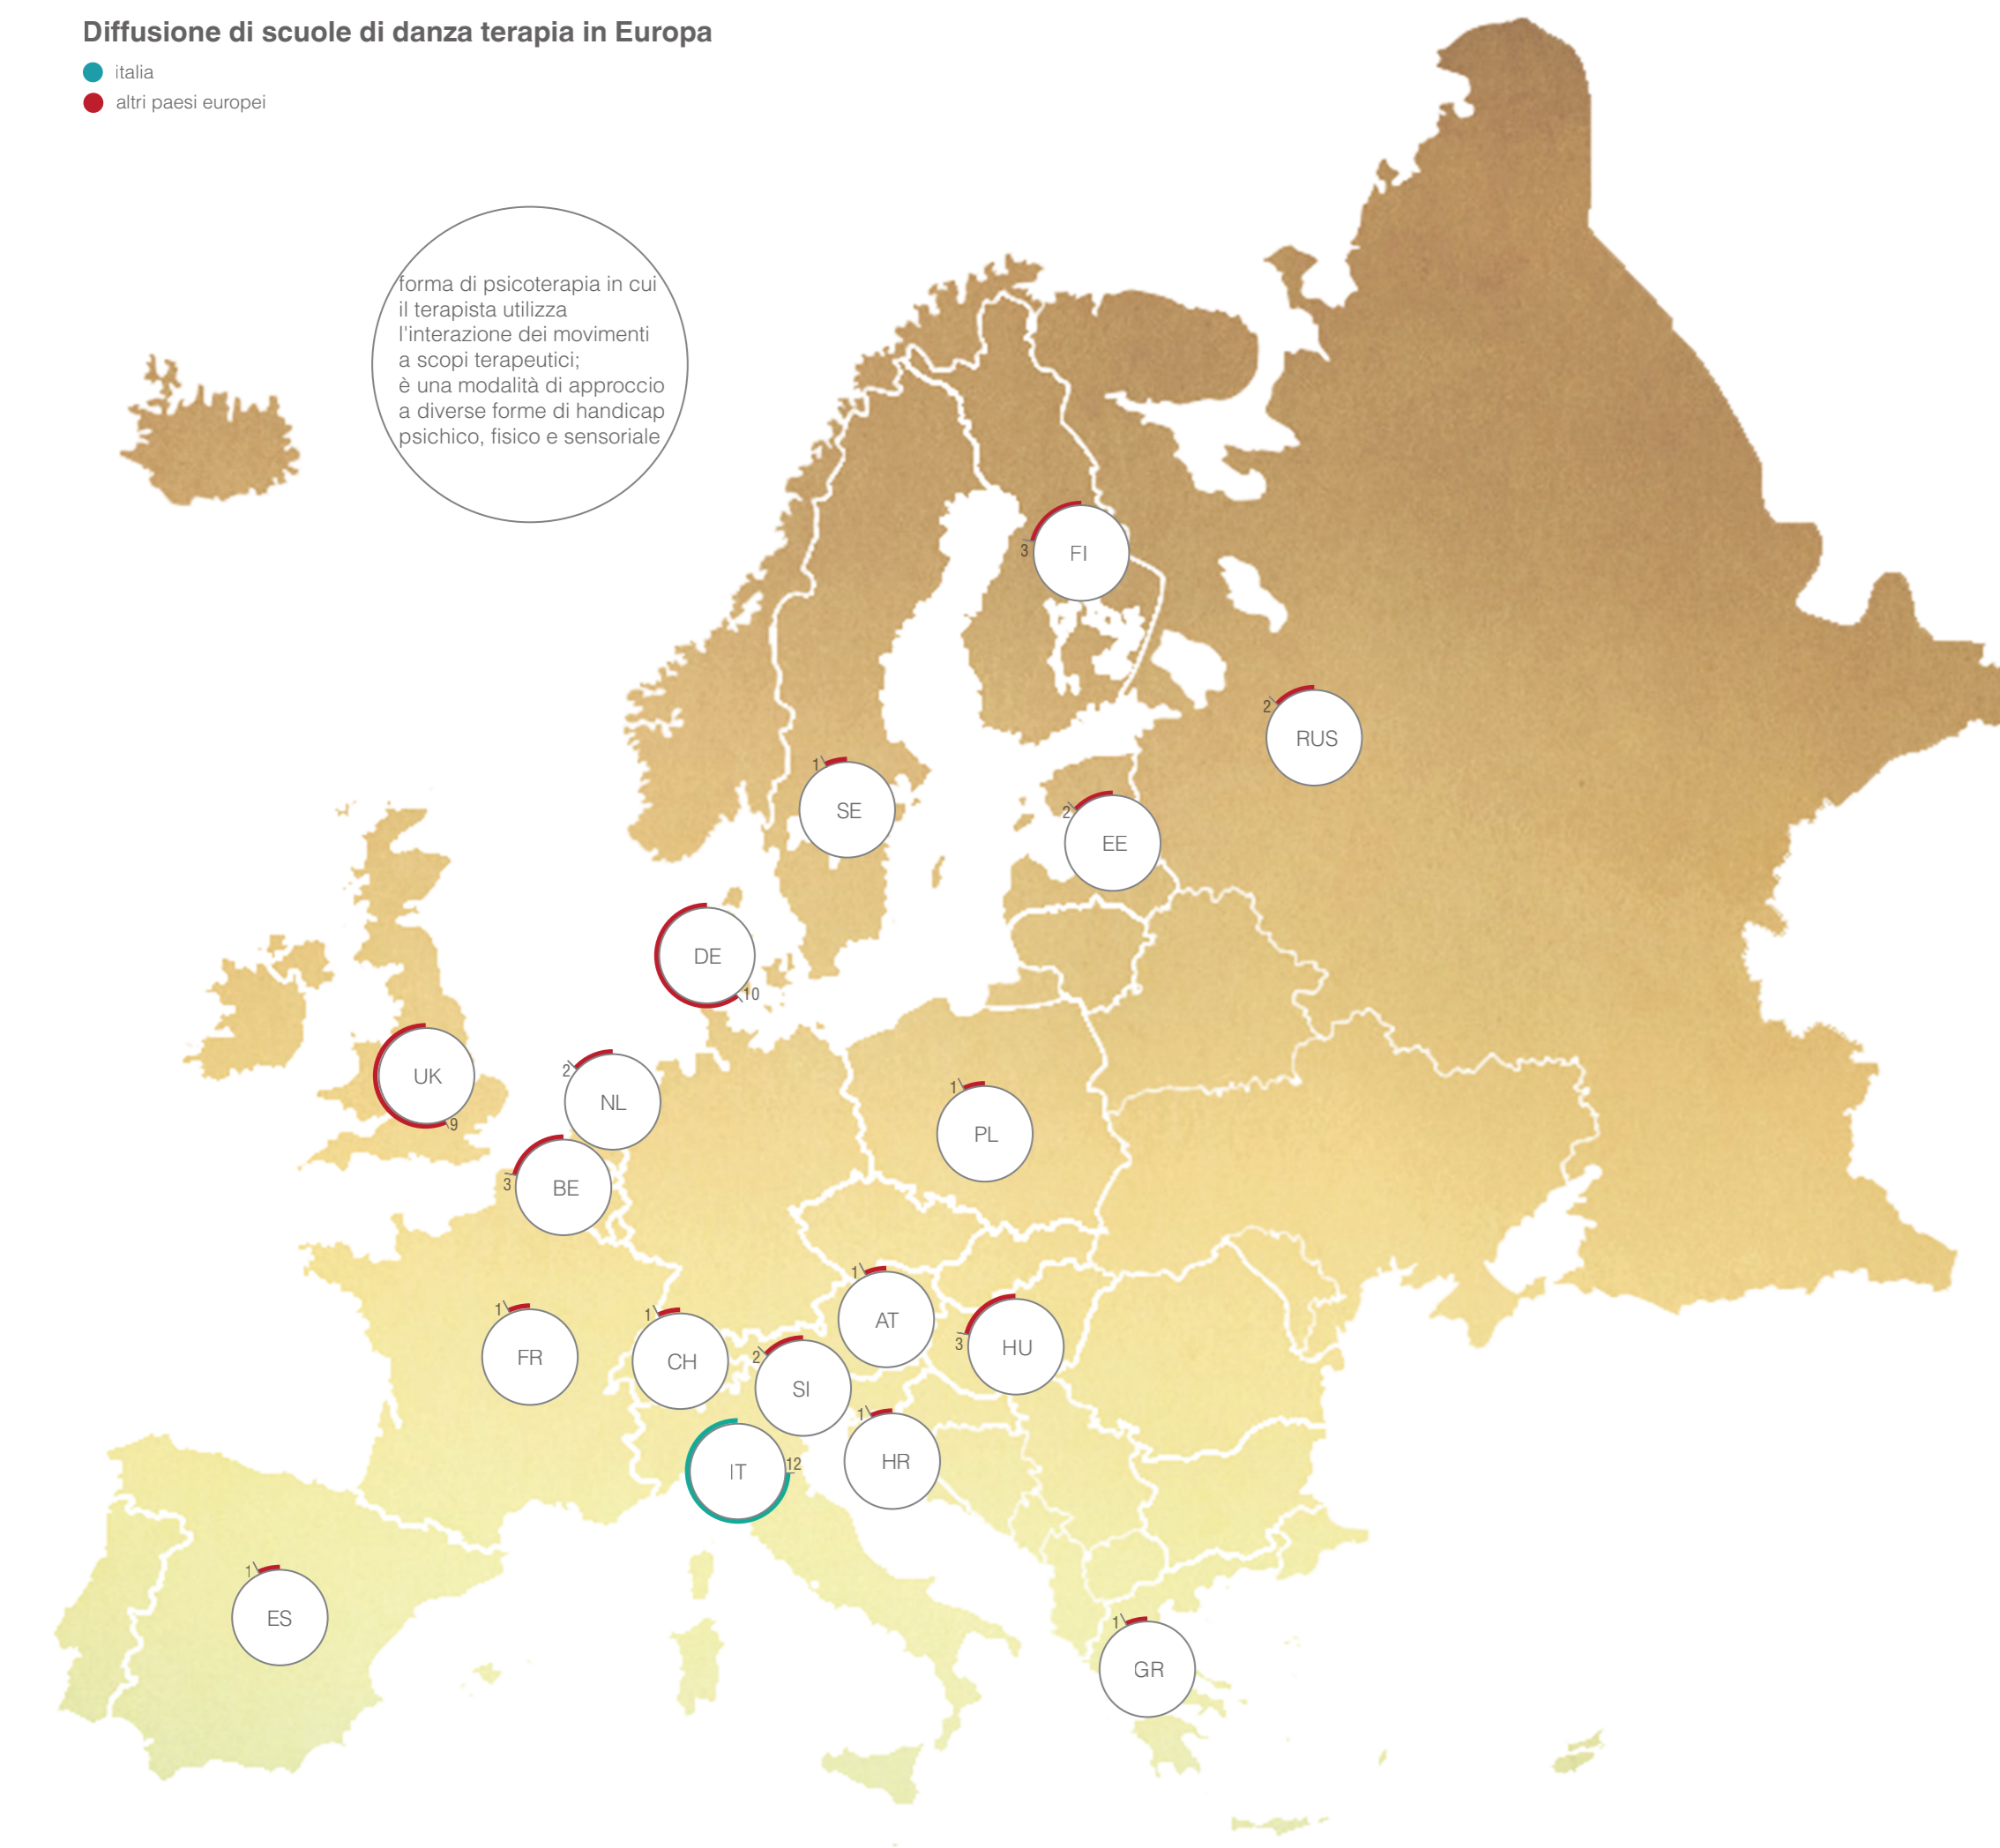 Diffusione di scuole di danza terapia in Europa
italia
altri paesi europei
forma di psicoterapia in cui
il terapista utilizza
l'interazione dei movimenti
a scopi terapeutici;
è una modalità di approccio
a diverse forme di handicap
psichico, fisico e sensoriale
3
FI
2
RUS
1
SE
2
EE
DE
10
UK
9
2
NL
1
PL
3
BE
1
AT
1
FR
1
CH
3
HU
2
SI
1
HR
IT
12
1
ES
1
GR